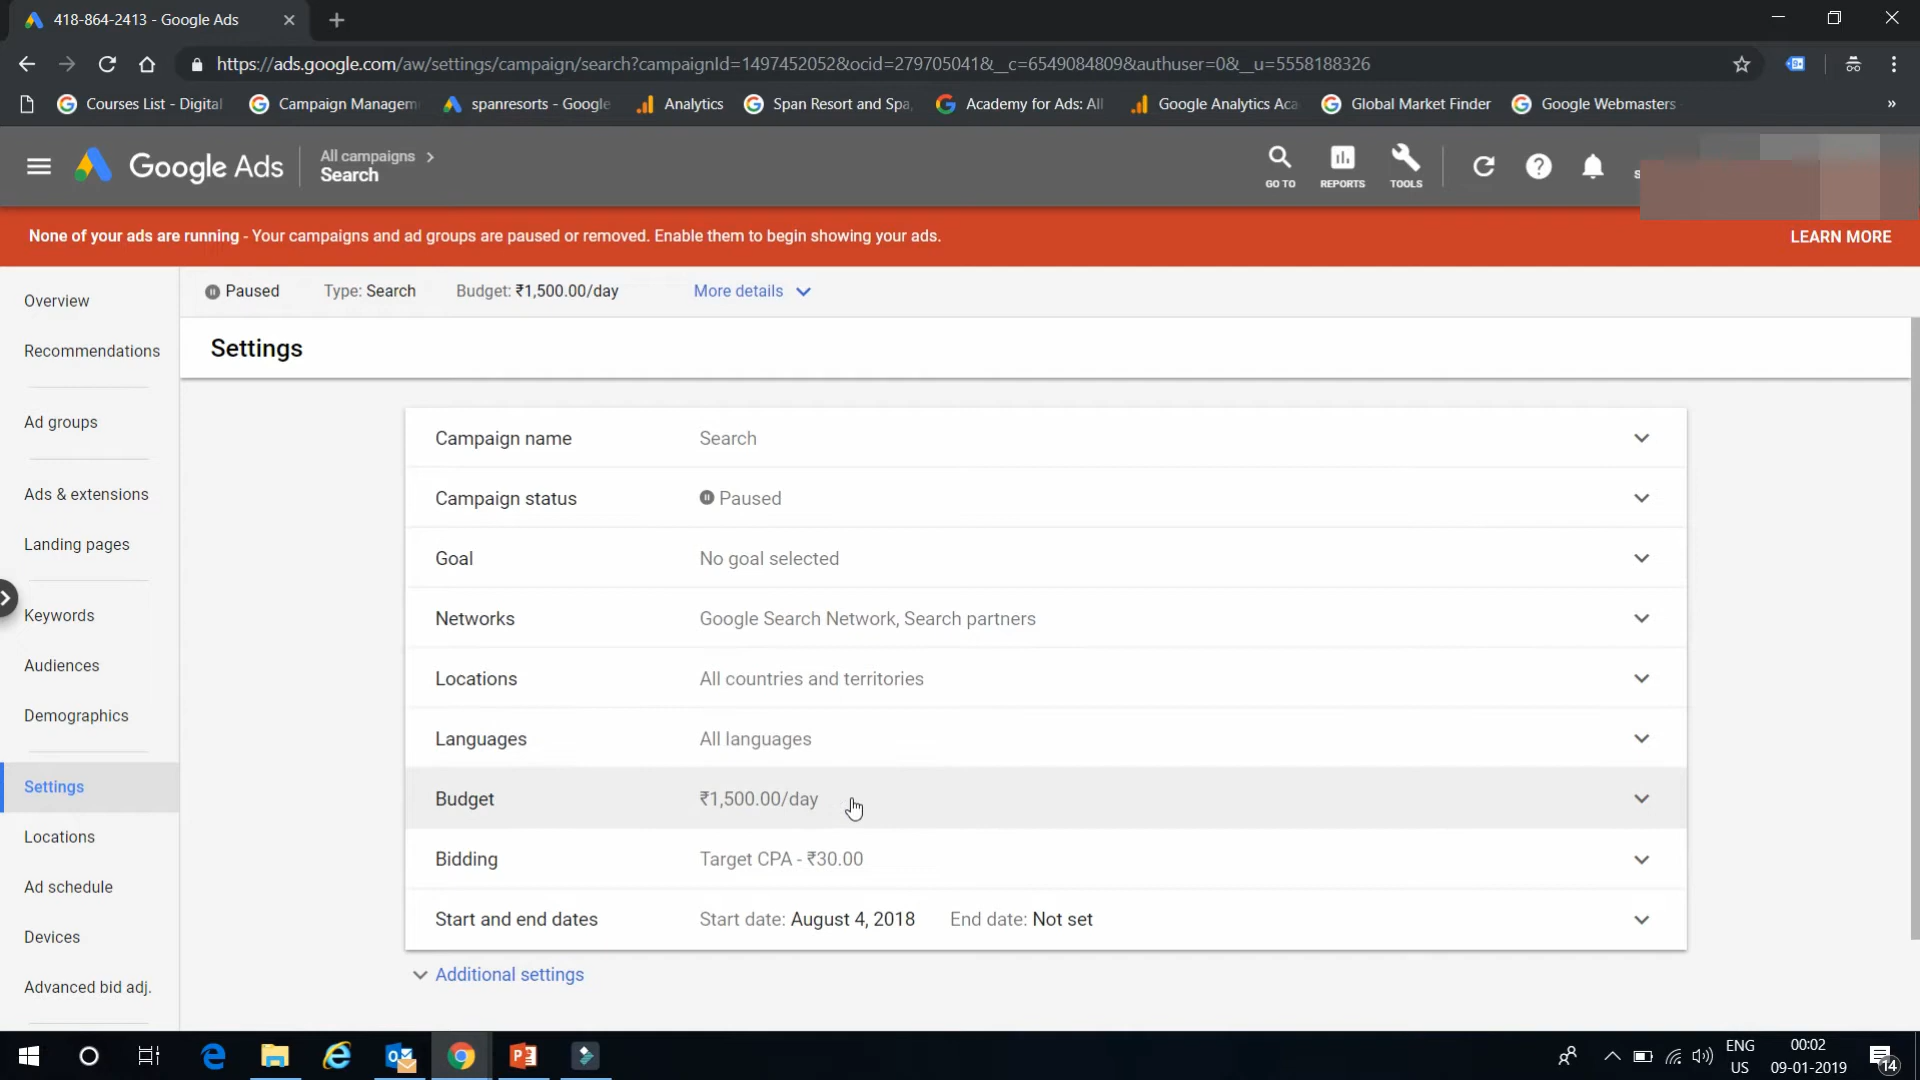 418-864-2413 - Google Ads
https://ads.google.com/aw/settings/campaign/search?campaignId=1497452052&ocid=279705041&__c=6549084809&authuser=0&__u=5558188326
Courses List - Digital
Campaign Managem
spanresorts - Google
Analytics
Span Resort and Spa,
Academy for Ads: All
Google Analytics Aca
Global Market Finder
Google Webmasters
»
Google Ads
All campaigns
Search
GO TO
REPORTS
TOOLS
None of your ads are running - Your campaigns and ad groups are paused or removed. Enable them to begin showing your ads.
LEARN MORE
Overview
Recommendations
Ad groups
Ads & extensions
Landing pages
Keywords
Audiences
Demographics
Settings
Locations
Ad schedule
Devices
Advanced bid adj.
Paused
Type: Search
Budget: ₹1,500.00/day
More details
Settings
Campaign name Search
Campaign status Paused
Goal No goal selected
Networks Google Search Network, Search partners
Locations All countries and territories
Languages All languages
Budget ₹1,500.00/day
Bidding Target CPA - ₹30.00
Start and end dates Start date: August 4, 2018 End date: Not set
Additional settings
ENG
US
00:02
09-01-2019
14